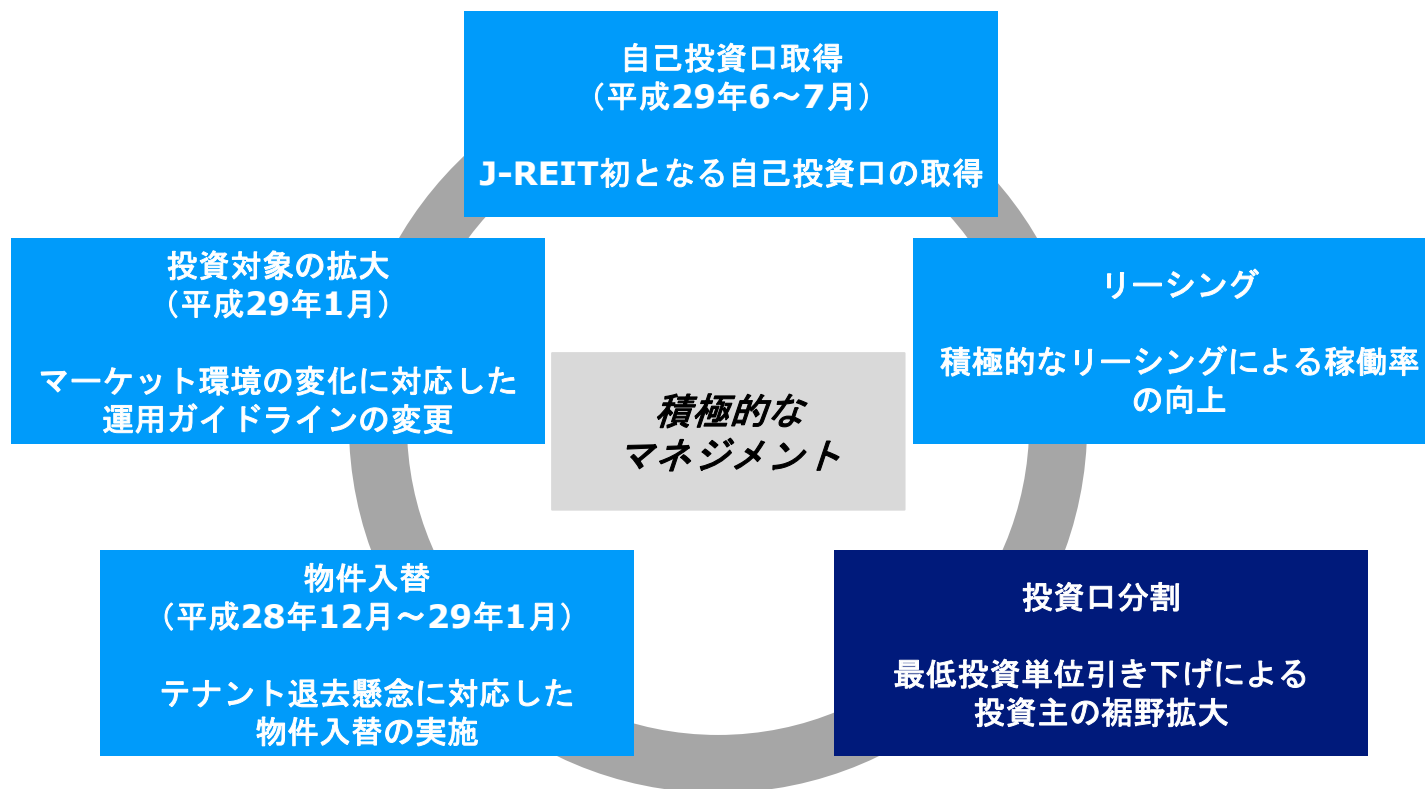 自己投資口取得
（平成29年6～7月）
J-REIT初となる自己投資口の取得
投資対象の拡大
（平成29年1月）
マーケット環境の変化に対応した
運用ガイドラインの変更
リーシング
積極的なリーシングによる稼働率
の向上
積極的な
マネジメント
物件入替
（平成28年12月～29年1月）
テナント退去懸念に対応した
物件入替の実施
投資口分割
最低投資単位引き下げによる
投資主の裾野拡大